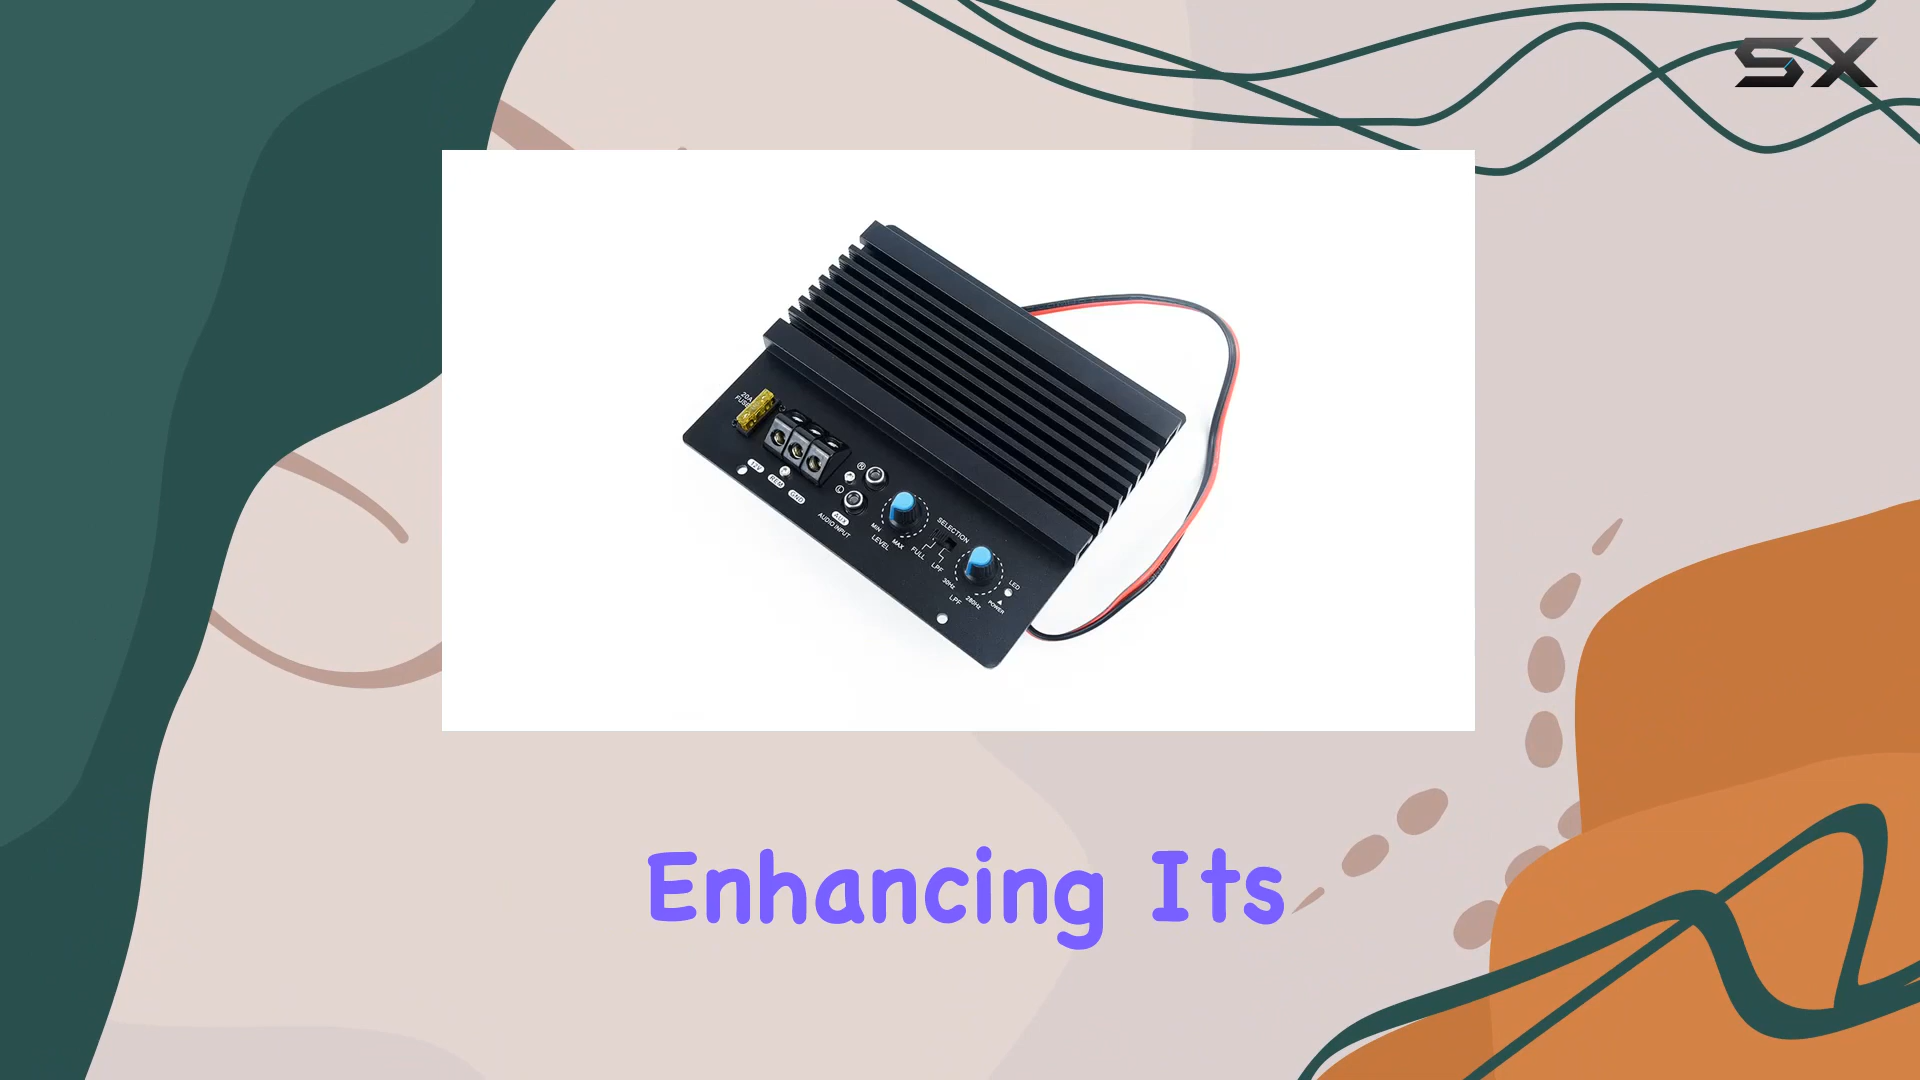 SX
20A
FUSE
12V
REM
GND
R
L
AUX
AUDIO INPUT
MIN
LEVEL
MAX
SELECTION
FULL
LPF
30Hz
LPF
280Hz
LED
POWER
Enhancing Its